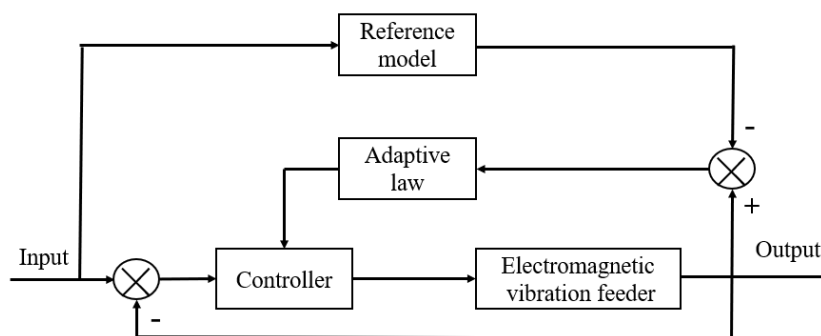 Reference
model
-
Adaptive
law
+
Input
Output
Controller
Electromagnetic
vibration feeder
-